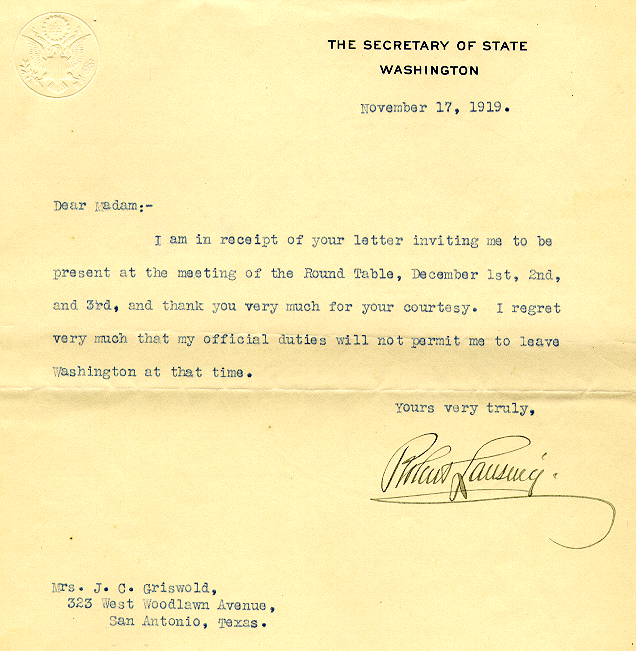 THE SECRETARY OF STATE
WASHINGTON
November 17, 1919.
Dear Madam:-
I am in receipt of your letter inviting me to be
present at the meeting of the Round Table, December 1st, 2nd,
and 3rd, and thank you very much for your courtesy. I regret
very much that my official duties will not permit me to leave
Washington at that time.
Yours very truly,
Robert Lansing.
Mrs. J. C. Griswold,
323 West Woodlawn Avenue,
San Antonio, Texas.